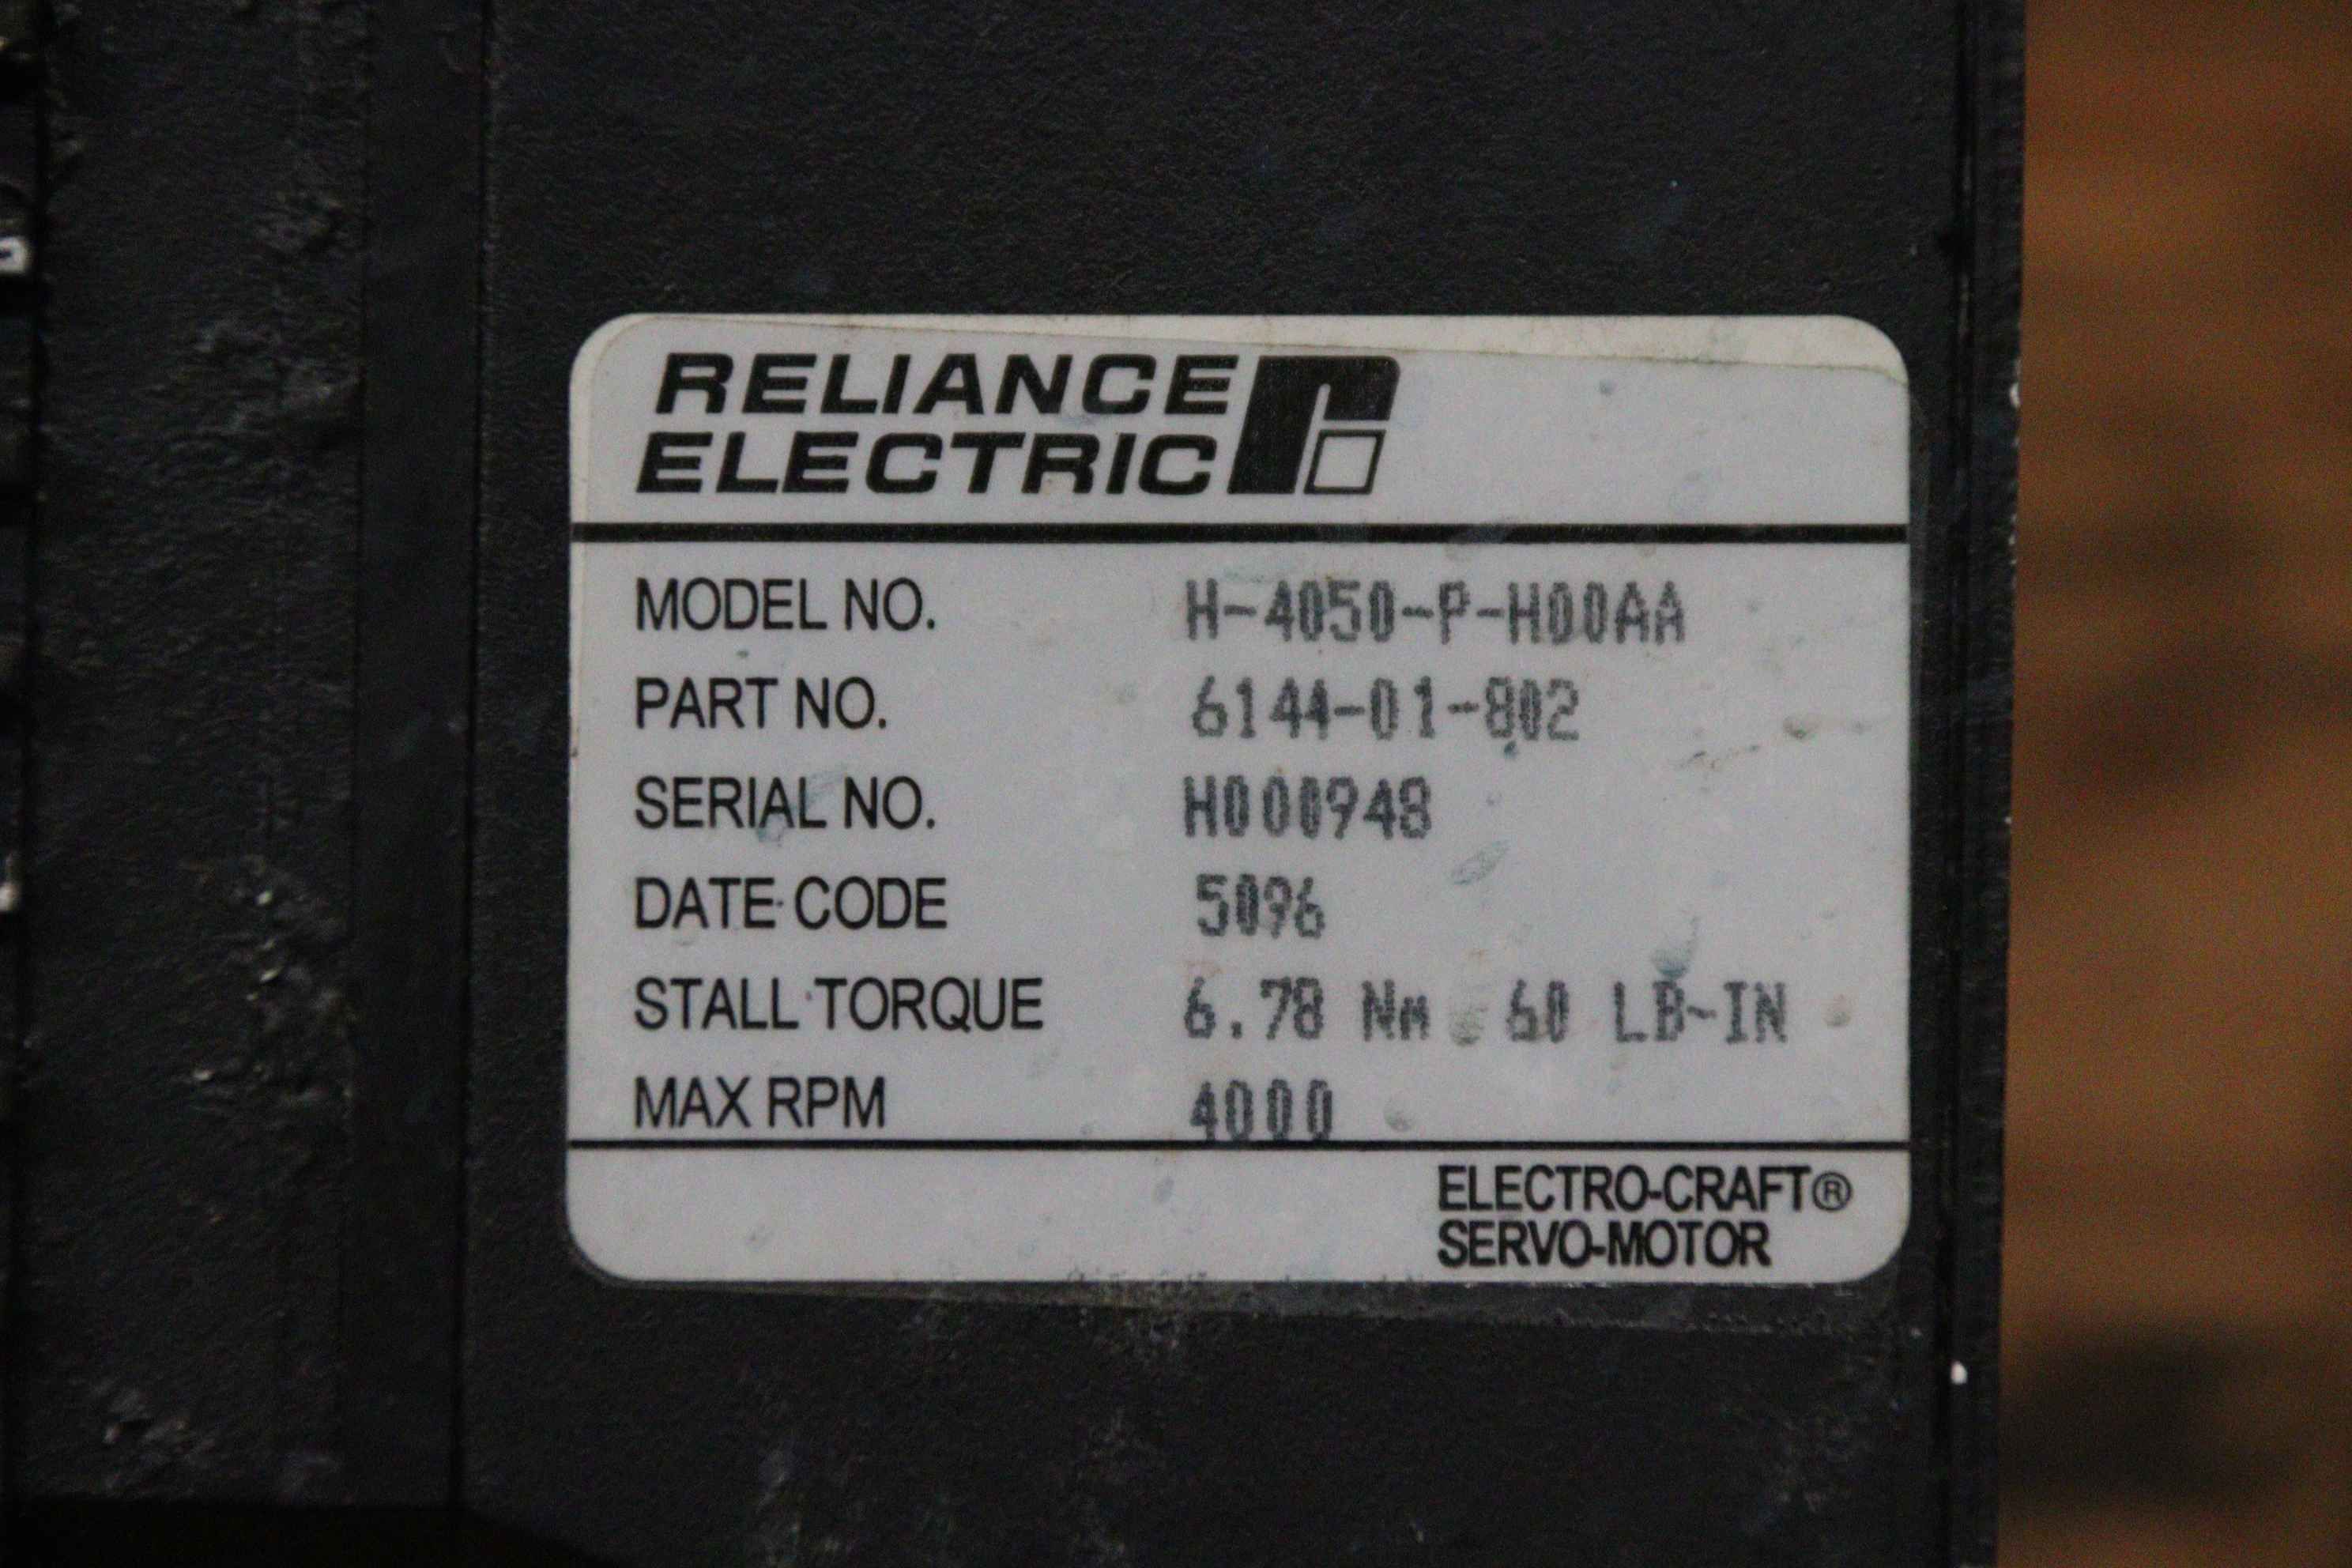 RELIANCE
ELECTRIC
MODEL NO. H-4050-P-H00AA
PART NO. 6144-01-802
SERIAL NO. H000948
DATE CODE 5096
STALL TORQUE 6.78 Nm 60 LB-IN
MAX RPM 4000
ELECTRO-CRAFT®
SERVO-MOTOR